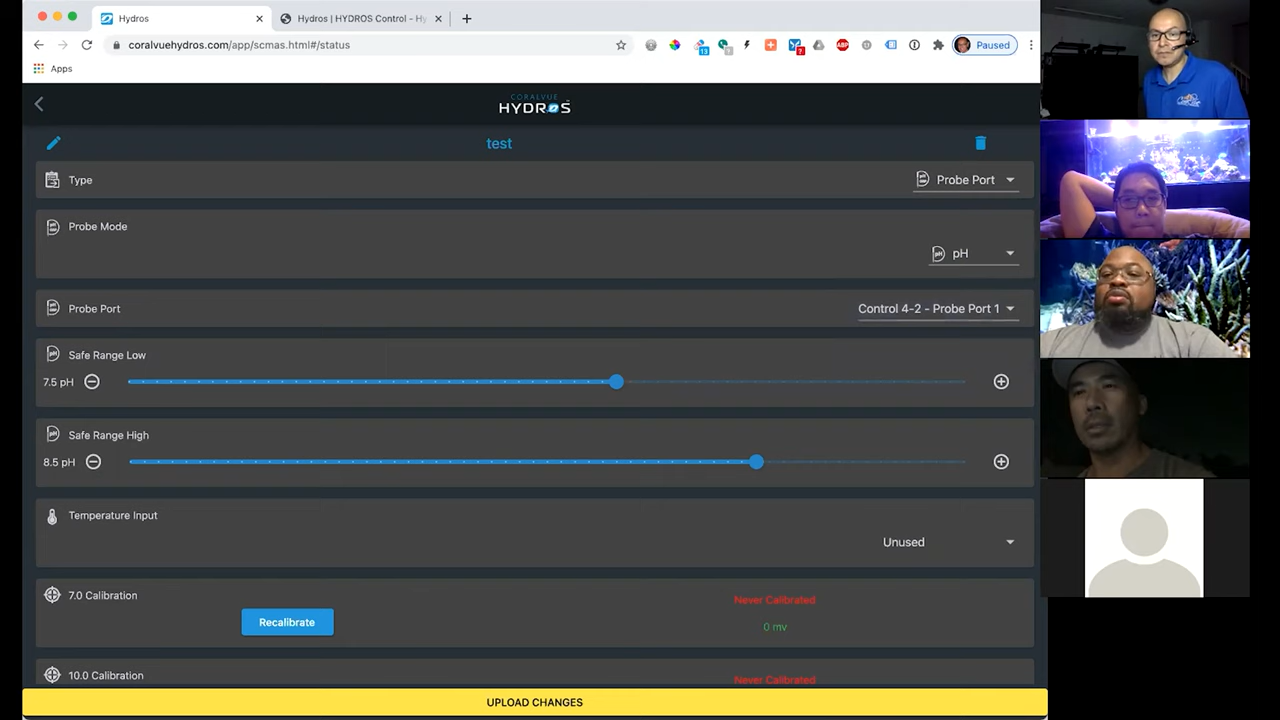 Hydros
Hydros | HYDROS Control - Hy
coralvuehydros.com/app/scmas.html#/status
13
ABP
Paused
Apps
CORALVUE
HYDROS
test
Type
Probe Port
Probe Mode
pH
Probe Port
Control 4-2 - Probe Port 1
Safe Range Low
7.5 pH
Safe Range High
8.5 pH
Temperature Input
Unused
7.0 Calibration
Never Calibrated
Recalibrate
0 mv
10.0 Calibration
Never Calibrated
UPLOAD CHANGES